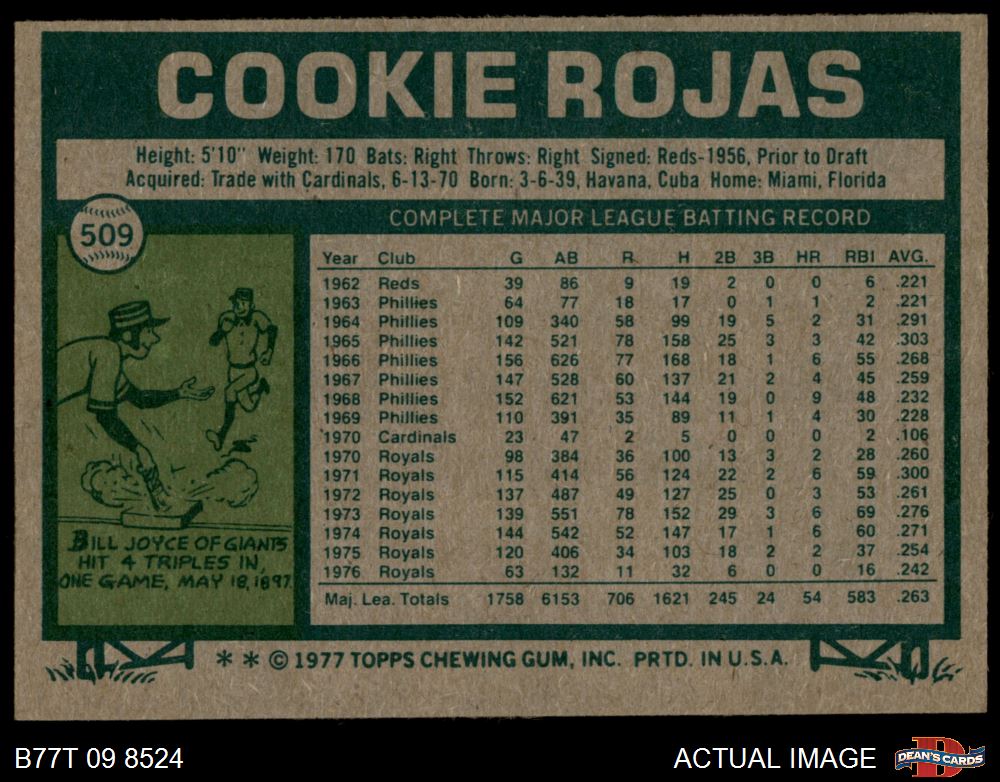 COOKIE ROJAS
Height: 5'10" Weight: 170 Bats: Right Throws: Right Signed: Reds-1956, Prior to Draft
Acquired: Trade with Cardinals, 6-13-70 Born: 3-6-39, Havana, Cuba Home: Miami, Florida
509
COMPLETE MAJOR LEAGUE BATTING RECORD
Year Club G AB R H 2B 3B HR RBI AVG.
1962 Reds 39 86 9 19 2 0 0 6 .221
1963 Phillies 64 77 18 17 0 1 1 2 .221
1964 Phillies 109 340 58 99 19 5 2 31 .291
1965 Phillies 142 521 78 158 25 3 3 42 .303
1966 Phillies 156 626 77 168 18 1 6 55 .268
1967 Phillies 147 528 60 137 21 2 4 45 .259
1968 Phillies 152 621 53 144 19 0 9 48 .232
1969 Phillies 110 391 35 89 11 1 4 30 .228
1970 Cardinals 23 47 2 5 0 0 0 2 .106
1970 Royals 98 384 36 100 13 3 2 28 .260
1971 Royals 115 414 56 124 22 2 6 59 .300
1972 Royals 137 487 49 127 25 0 3 53 .261
1973 Royals 139 551 78 152 29 3 6 69 .276
1974 Royals 144 542 52 147 17 1 6 60 .271
1975 Royals 120 406 34 103 18 2 2 37 .254
1976 Royals 63 132 11 32 6 0 0 16 .242
Maj. Lea. Totals 1758 6153 706 1621 245 24 54 583 .263
BILL JOYCE OF GIANTS
HIT 4 TRIPLES IN
ONE GAME, MAY 18, 1897.
* * © 1977 TOPPS CHEWING GUM, INC. PRTD. IN U.S.A.
B77T 09 8524
ACTUAL IMAGE
D
DEAN'S CARDS